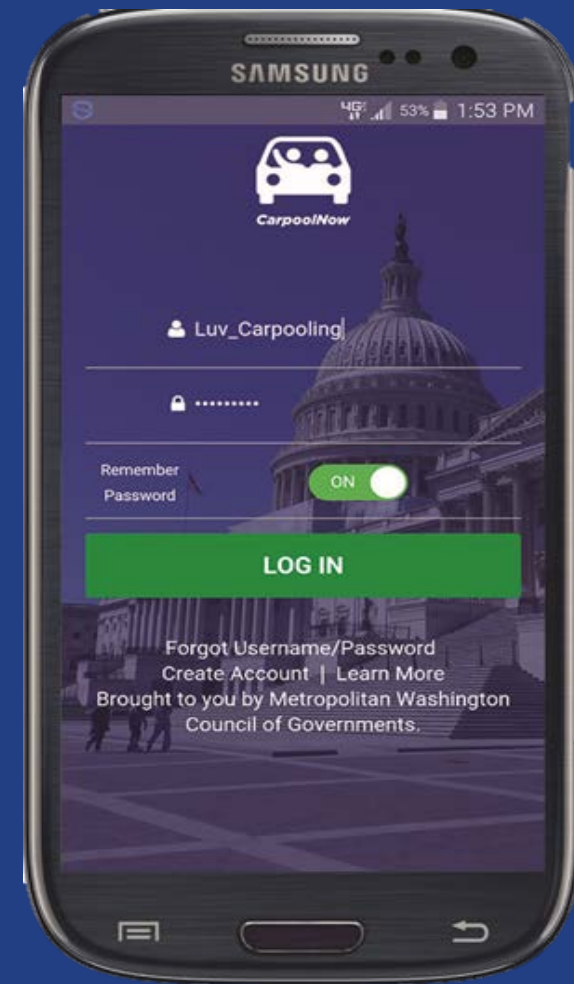 SAMSUNG
4G 53% 1:53 PM
CarpoolNow
Luv_Carpooling
Remember
Password
ON
LOG IN
Forgot Username/Password
Create Account | Learn More
Brought to you by Metropolitan Washington
Council of Governments.